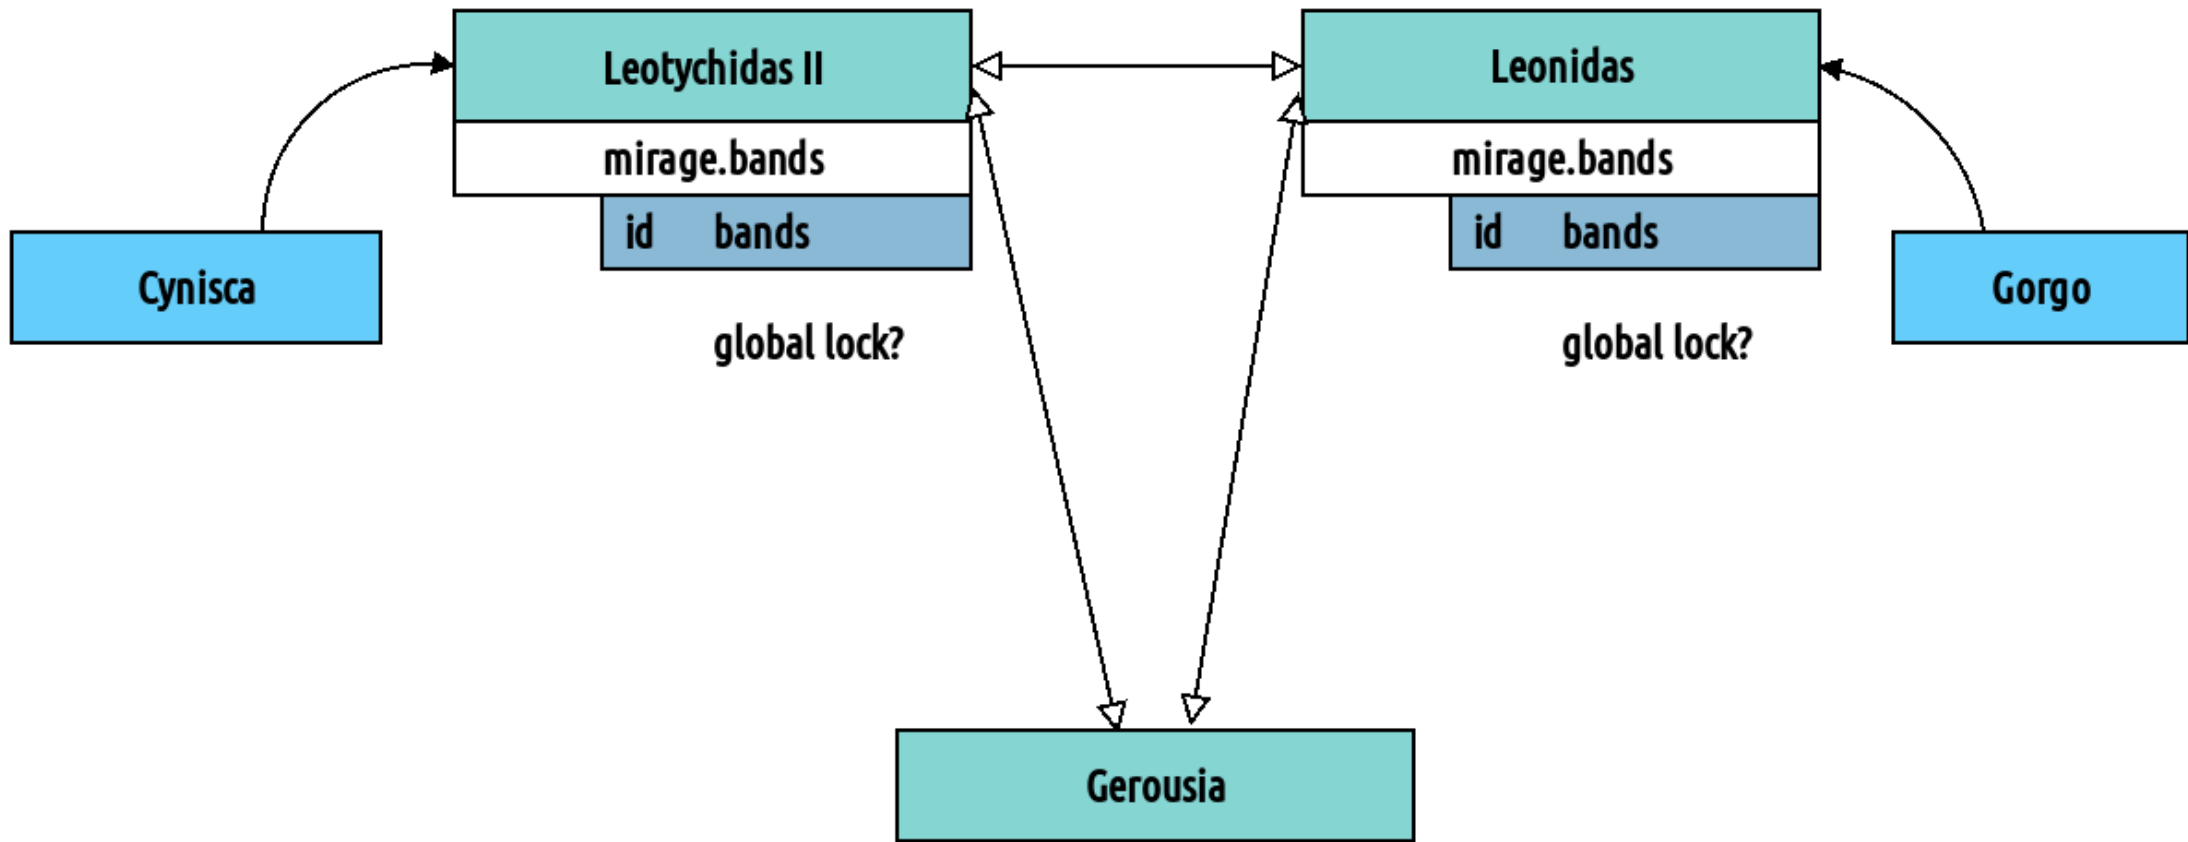 Leotychidas II
Leonidas
mirage.bands
mirage.bands
id bands
id bands
Cynisca
Gorgo
global lock?
global lock?
Gerousia